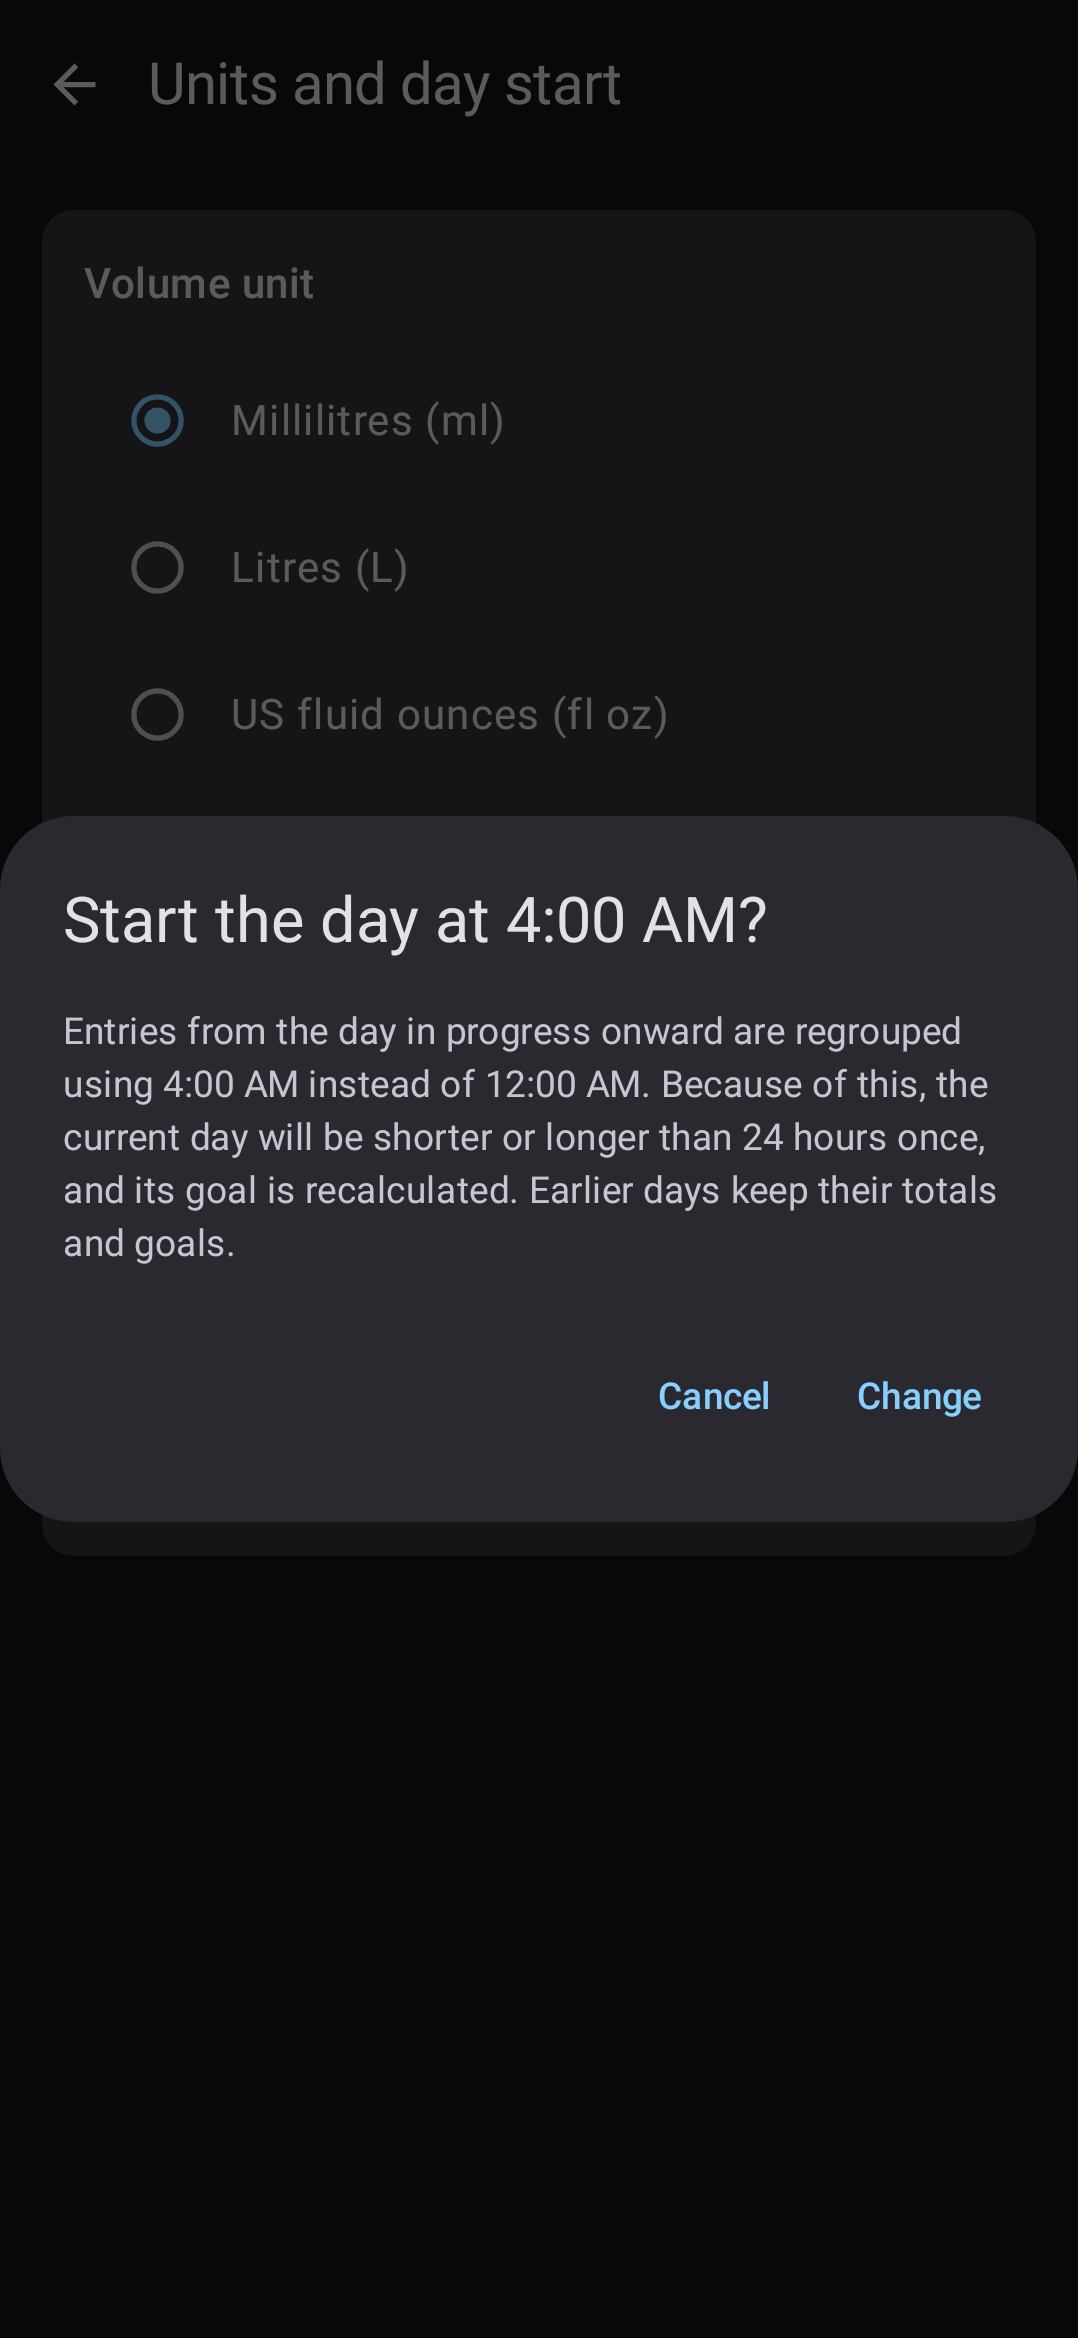 Units and day start
Volume unit
Millilitres (ml)
Litres (L)
US fluid ounces (fl oz)
Start the day at 4:00 AM?
Entries from the day in progress onward are regrouped
using 4:00 AM instead of 12:00 AM. Because of this, the
current day will be shorter or longer than 24 hours once,
and its goal is recalculated. Earlier days keep their totals
and goals.
Cancel
Change